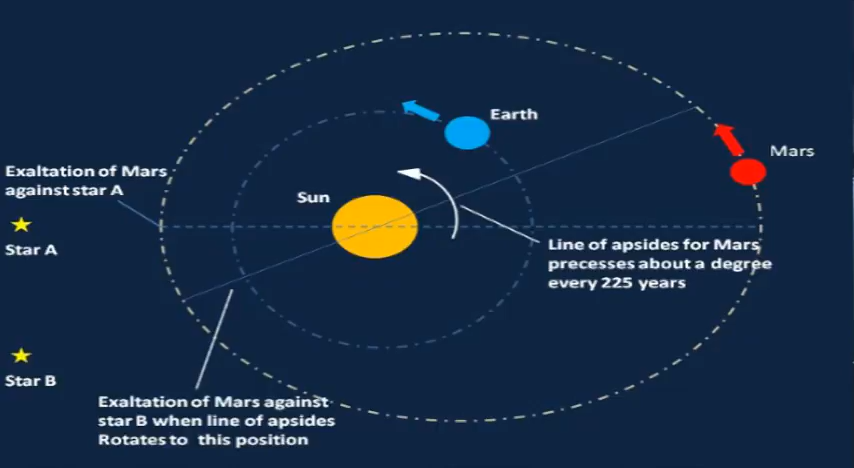 Earth
Mars
Exaltation of Mars
against star A
Sun
Star A
Line of apsides for Mars
precesses about a degree
every 225 years
Star B
Exaltation of Mars against
star B when line of apsides
Rotates to this position